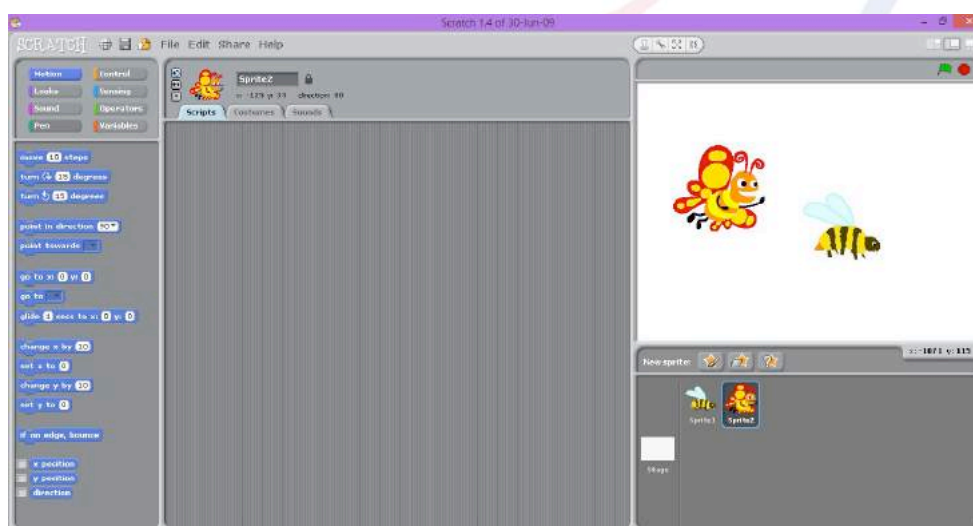 Scratch 1.4 of 30-Jun-09
SCRATCH File Edit Share Help
Motion Control
Looks Sensing
Sound Operators
Pen Variables
Sprite2
direction: 90
Scripts Costumes Sounds
move 10 steps
turn 15 degrees
turn 15 degrees
point in direction 90
point towards
go to x: 0 y: 0
go to
glide 1 secs to x: 0 y: 0
change x by 10
set x to 0
change y by 10
set y to 0
if on edge, bounce
x position
y position
direction
New sprite:
Sprite1 Sprite2
Stage